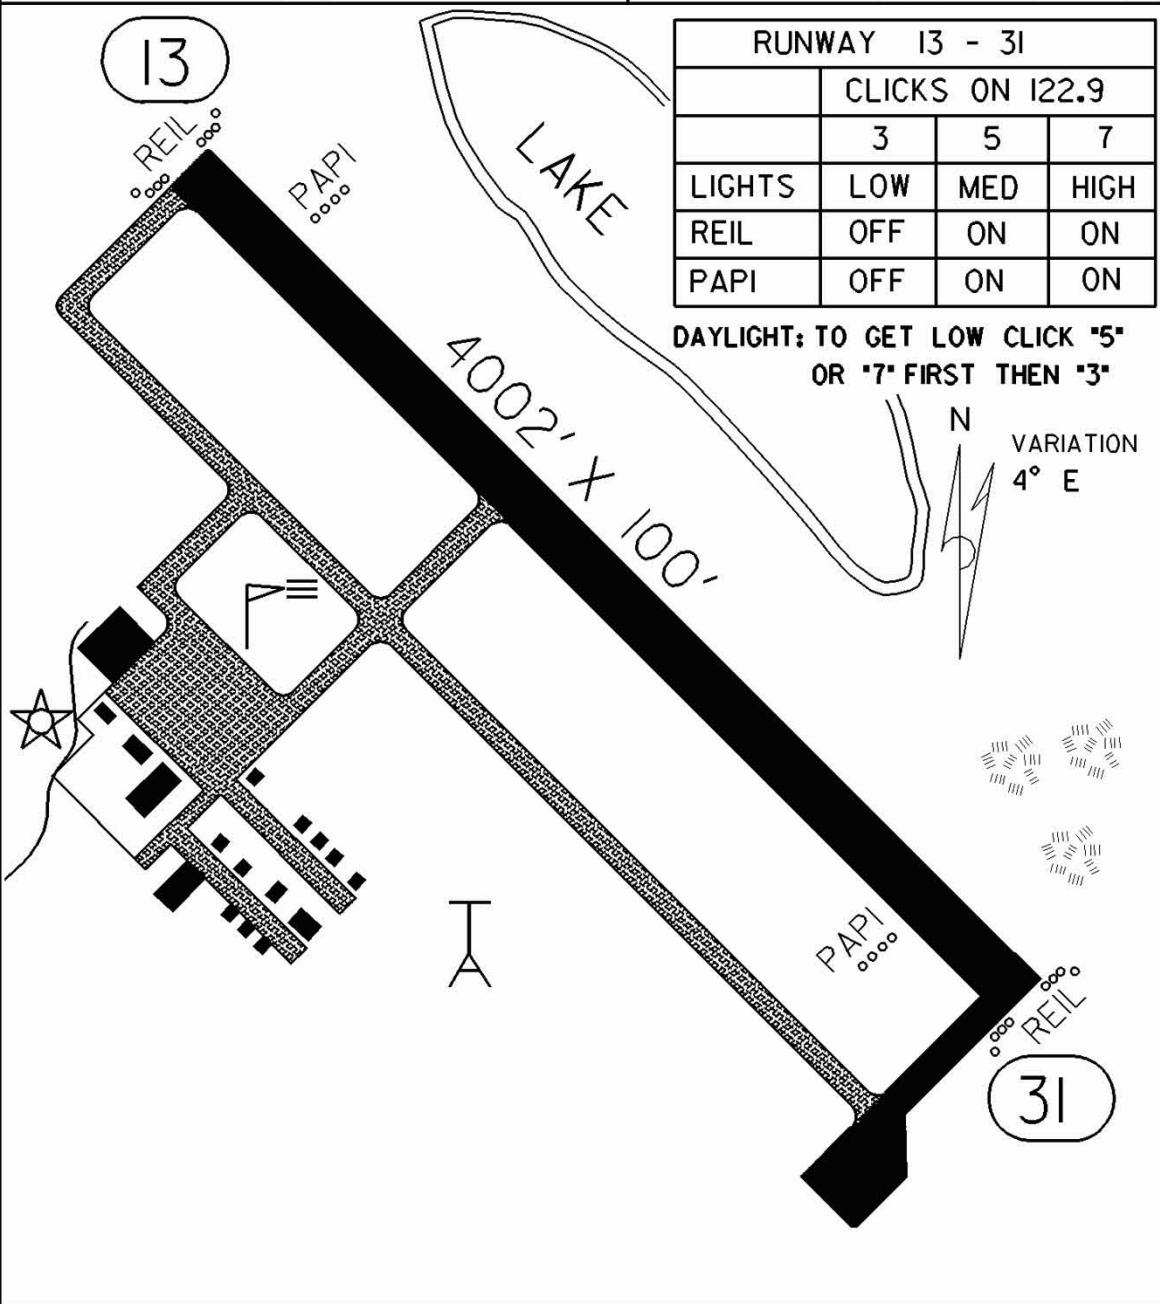 13
REIL
PAPI
LAKE
RUNWAY 13 - 31
CLICKS ON 122.9
3 5 7
LIGHTS LOW MED HIGH
REIL OFF ON ON
PAPI OFF ON ON
DAYLIGHT: TO GET LOW CLICK "5"
OR "7" FIRST THEN "3"
N
VARIATION
4° E
4002' X 100'
PAPI
REIL
31